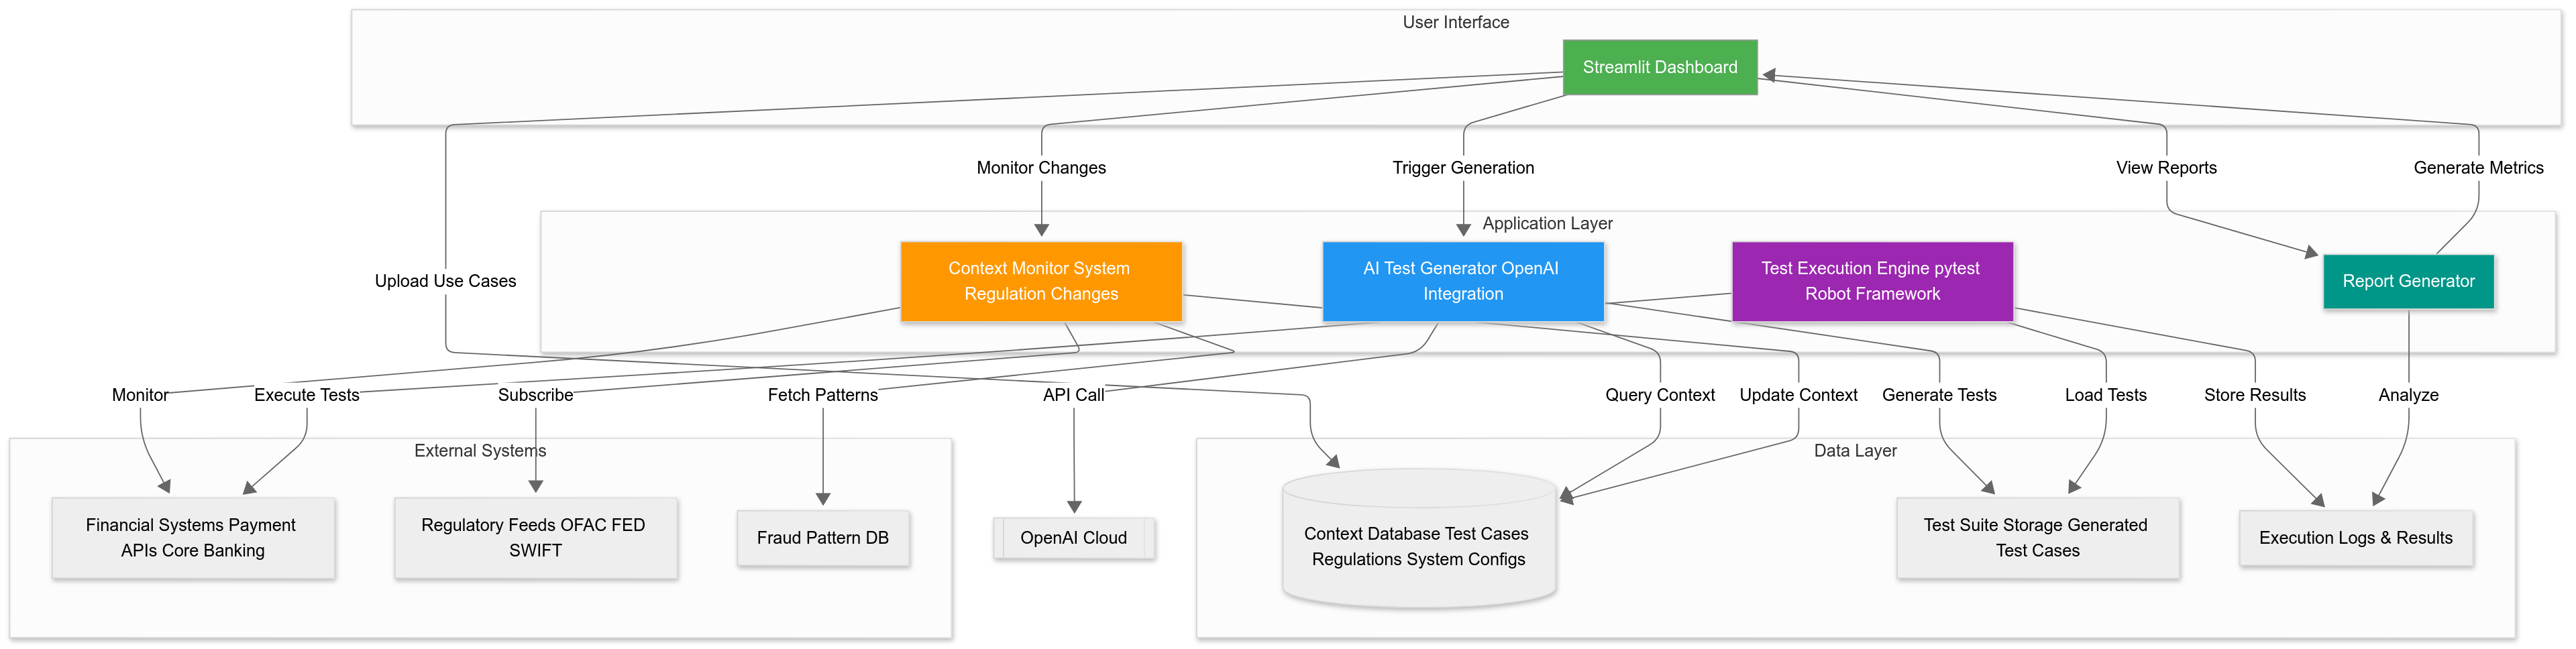 User Interface
Streamlit Dashboard
Monitor Changes
Trigger Generation
View Reports
Generate Metrics
Application Layer
Upload Use Cases
Context Monitor System
Regulation Changes
AI Test Generator OpenAI
Integration
Test Execution Engine pytest
Robot Framework
Report Generator
Monitor
Execute Tests
Subscribe
Fetch Patterns
API Call
Query Context
Update Context
Generate Tests
Load Tests
Store Results
Analyze
External Systems
Data Layer
Financial Systems Payment
APIs Core Banking
Regulatory Feeds OFAC FED
SWIFT
Fraud Pattern DB
OpenAI Cloud
Context Database Test Cases
Regulations System Configs
Test Suite Storage Generated
Test Cases
Execution Logs & Results